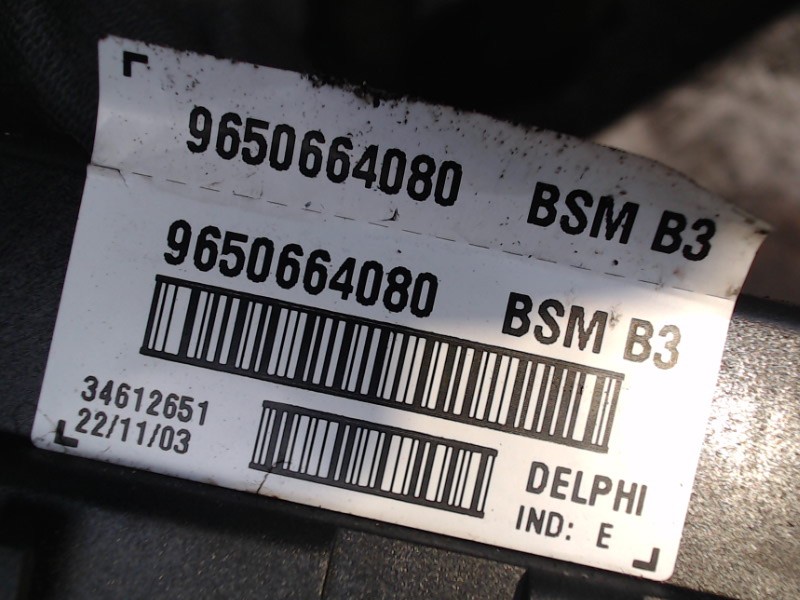 9650664080 BSM B3
9650664080 BSM B3
34612651
22/11/03
DELPHI
IND: E